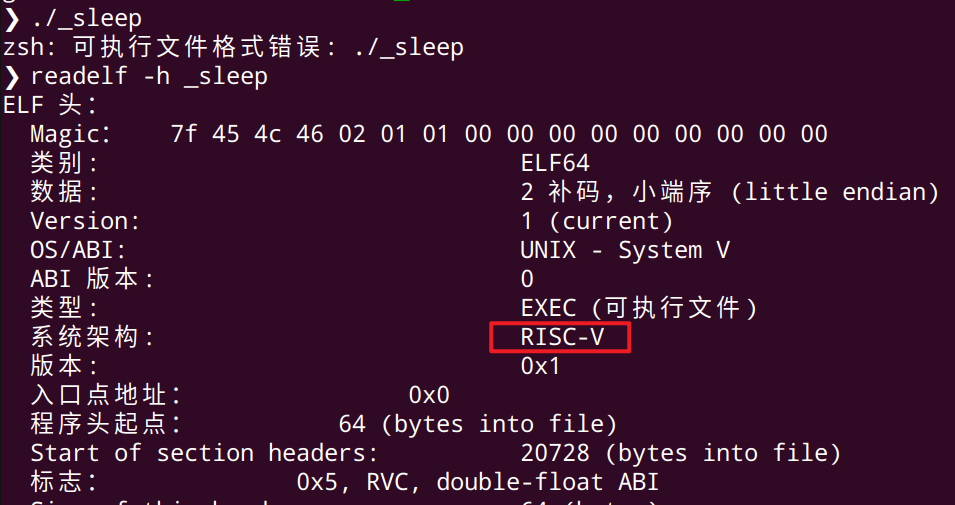 ❯ ./_sleep
zsh: 可执行文件格式错误: ./_sleep
❯ readelf -h _sleep
ELF 头:
Magic: 7f 45 4c 46 02 01 01 00 00 00 00 00 00 00 00 00
类别: ELF64
数据: 2 补码，小端序 (little endian)
Version: 1 (current)
OS/ABI: UNIX - System V
ABI 版本: 0
类型: EXEC (可执行文件)
系统架构: RISC-V
版本: 0x1
入口点地址: 0x0
程序头起点: 64 (bytes into file)
Start of section headers: 20728 (bytes into file)
标志: 0x5, RVC, double-float ABI